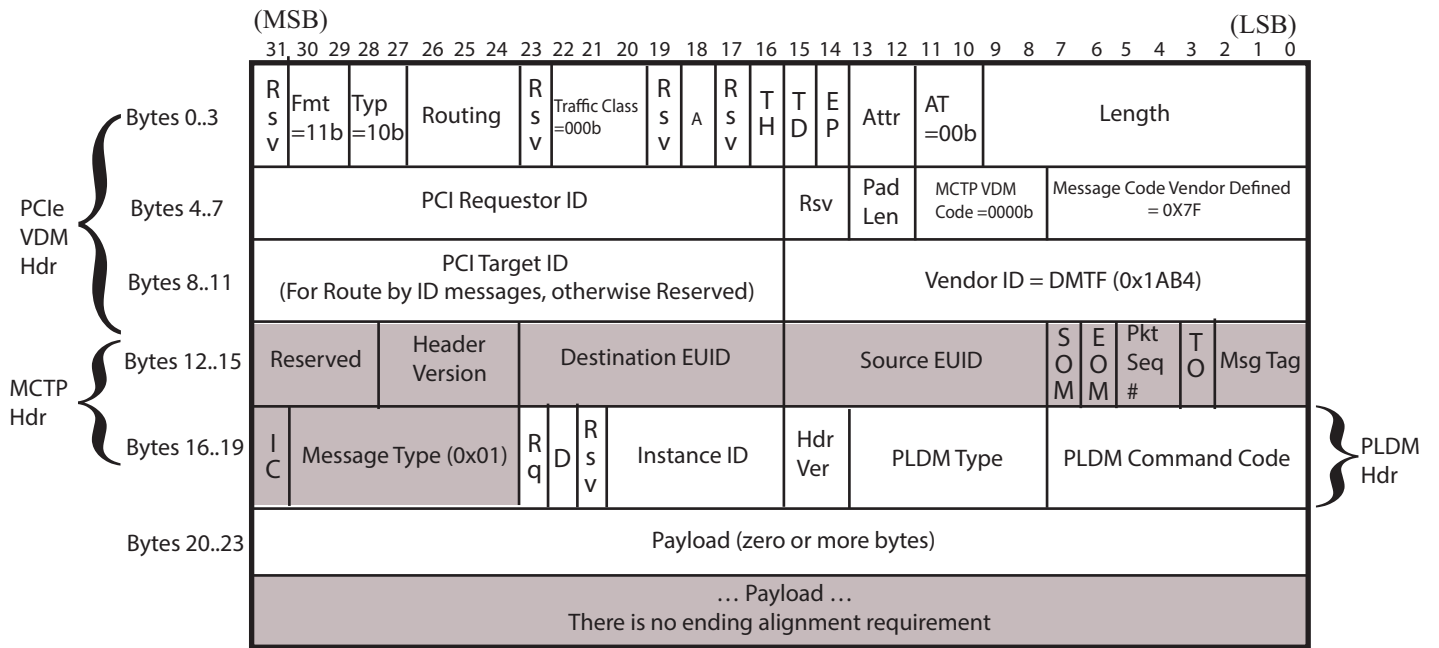 (MSB) (LSB)
31 30 29 28 27 26 25 24 23 22 21 20 19 18 17 16 15 14 13 12 11 10 9 8 7 6 5 4 3 2 1 0
PCIe
VDM
Hdr
Bytes 0..3
R
s
v
Fmt
=11b
Typ
=10b
Routing
R
s
v
Traffic Class
=000b
R
s
v
A
R
s
v
T
H
T
D
E
P
Attr
AT
=00b
Length
Bytes 4..7
PCI Requestor ID
Rsv
Pad
Len
MCTP VDM
Code =0000b
Message Code Vendor Defined
= 0X7F
Bytes 8..11
PCI Target ID
(For Route by ID messages, otherwise Reserved)
Vendor ID = DMTF (0x1AB4)
MCTP
Hdr
Bytes 12..15
Reserved
Header
Version
Destination EUID
Source EUID
S
O
M
E
O
M
Pkt
Seq
#
T
O
Msg Tag
Bytes 16..19
I
C
Message Type (0x01)
R
q
D
R
s
v
Instance ID
Hdr
Ver
PLDM Type
PLDM Command Code
PLDM
Hdr
Bytes 20..23
Payload (zero or more bytes)
… Payload …
There is no ending alignment requirement